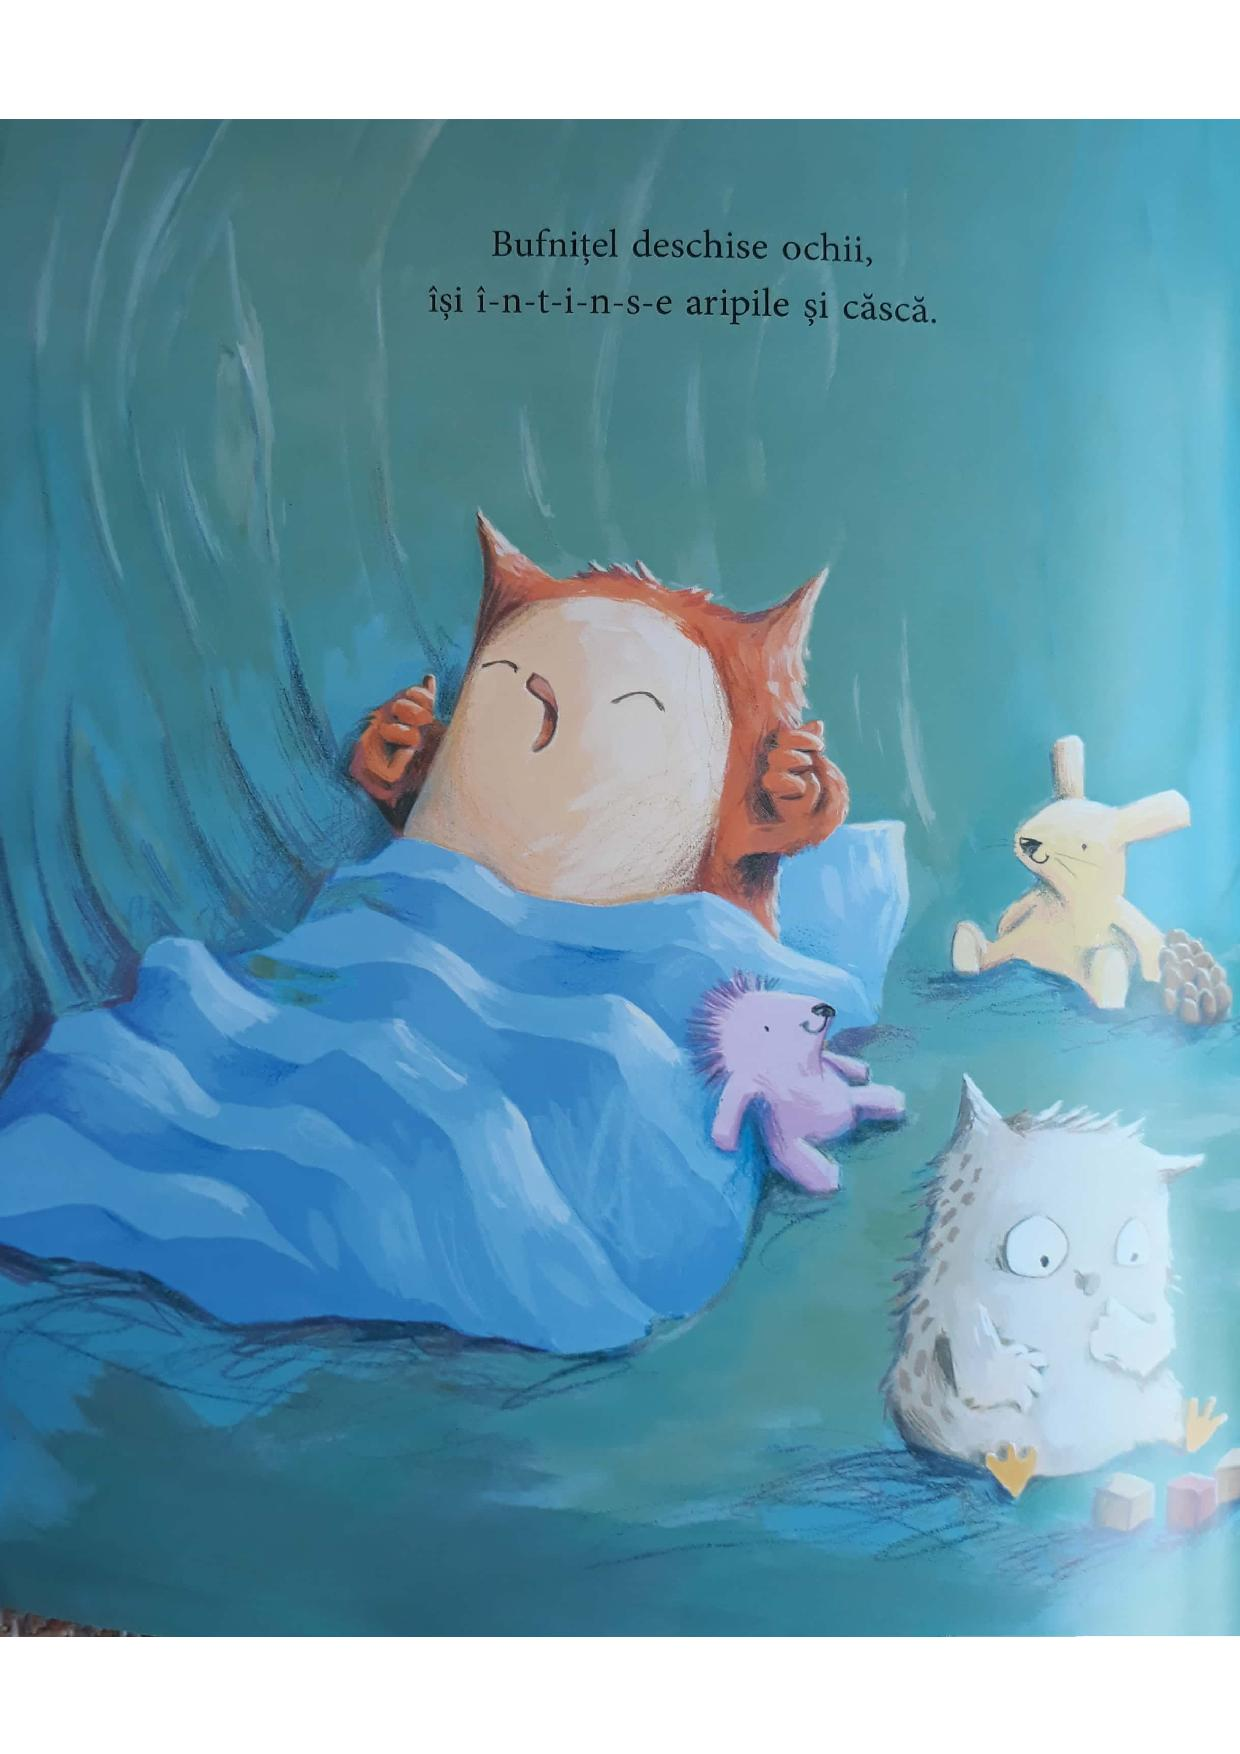 Bufnițel deschise ochii,
își î-n-t-i-n-s-e aripile și căscă.